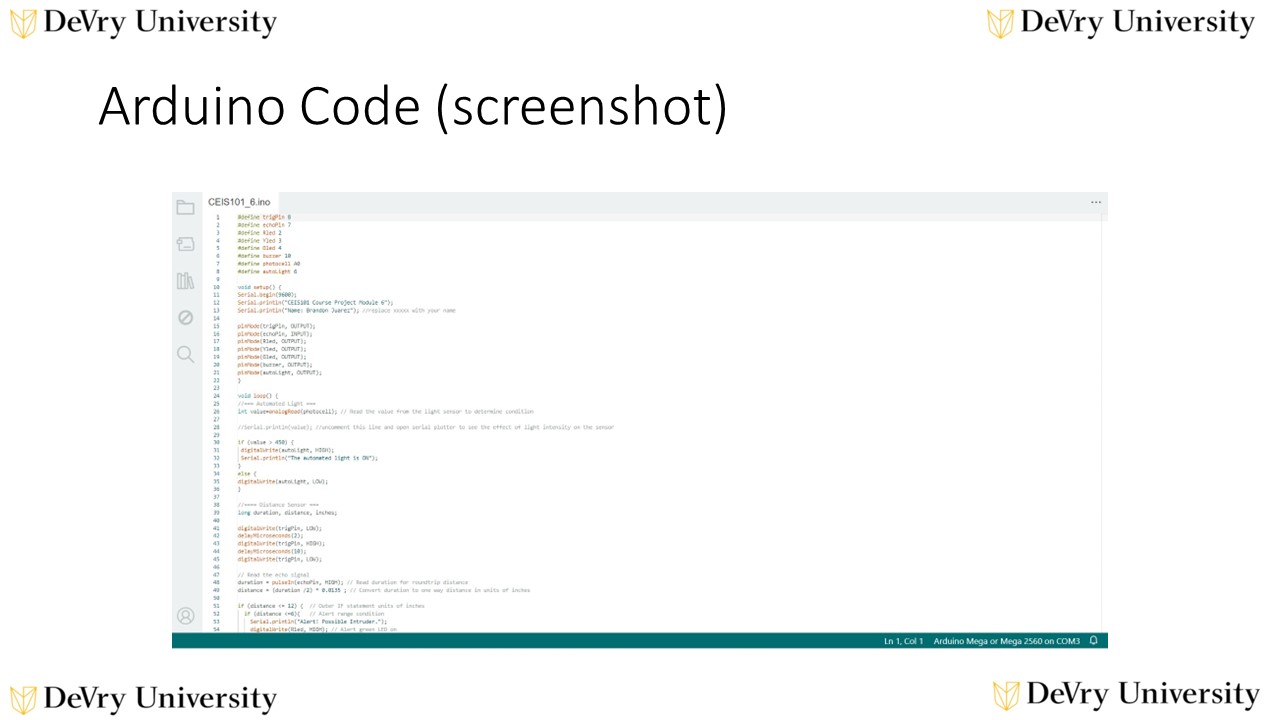 DeVry University
DeVry University
Arduino Code (screenshot)
CEIS101_6.ino
1 #define trigPin 8
2 #define echoPin 7
3 #define Rled 2
4 #define Yled 3
5 #define Gled 4
6 #define buzzer 10
7 #define photocell A0
8 #define autoLight 6
9
10 void setup() {
11 Serial.begin(9600);
12 Serial.println("CEIS101 Course Project Module 6");
13 Serial.println("Name: Brandon Juarez"); //replace xxxxx with your name
14
15 pinMode(trigPin, OUTPUT);
16 pinMode(echoPin, INPUT);
17 pinMode(Rled, OUTPUT);
18 pinMode(Yled, OUTPUT);
19 pinMode(Gled, OUTPUT);
20 pinMode(buzzer, OUTPUT);
21 pinMode(autoLight, OUTPUT);
22 }
23
24 void loop() {
25 //=== Automated Light ===
26 int value=analogRead(photocell); // Read the value from the light sensor to determine condition
27
28 //Serial.println(value); //uncomment this line and open serial plotter to see the effect of light intensity on the sensor
29
30 if (value > 450) {
31 digitalWrite(autoLight, HIGH);
32 Serial.println("The automated light is ON");
33 }
34 else {
35 digitalWrite(autoLight, LOW);
36 }
37
38 //==== Distance Sensor ===
39 long duration, distance, inches;
40
41 digitalWrite(trigPin, LOW);
42 delayMicroseconds(2);
43 digitalWrite(trigPin, HIGH);
44 delayMicroseconds(10);
45 digitalWrite(trigPin, LOW);
46
47 // Read the echo signal
48 duration = pulseIn(echoPin, HIGH); // Read duration for roundtrip distance
49 distance = (duration /2) * 0.0135 ; // Convert duration to one way distance in units of inches
50
51 if (distance <= 12) { // Outer If statement units of inches
52 if (distance <=6){ // Alert range condition
53 Serial.println("Alert! Possible Intruder.");
54 digitalWrite(Rled, HIGH); // Alert green LED on
Ln 1, Col 1 Arduino Mega or Mega 2560 on COM3
DeVry University
DeVry University